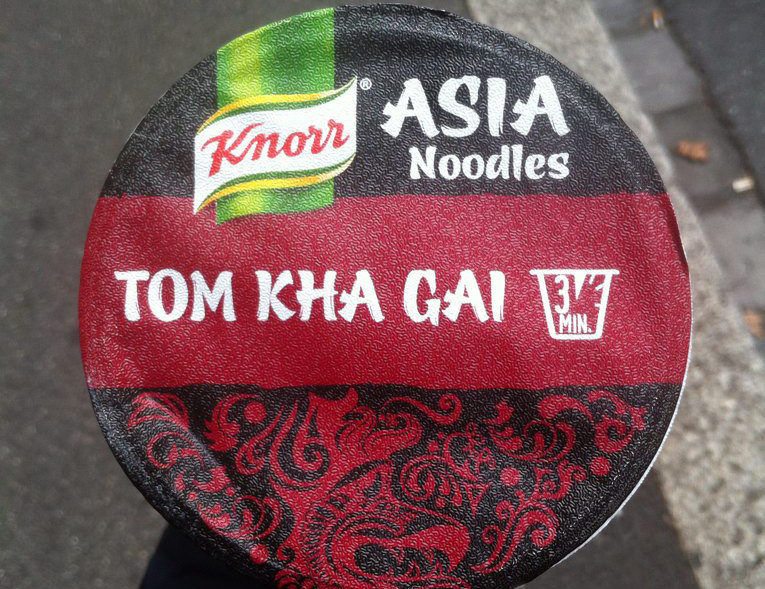 Knorr®
ASIA
Noodles
TOM KHA GAI
3
MIN.